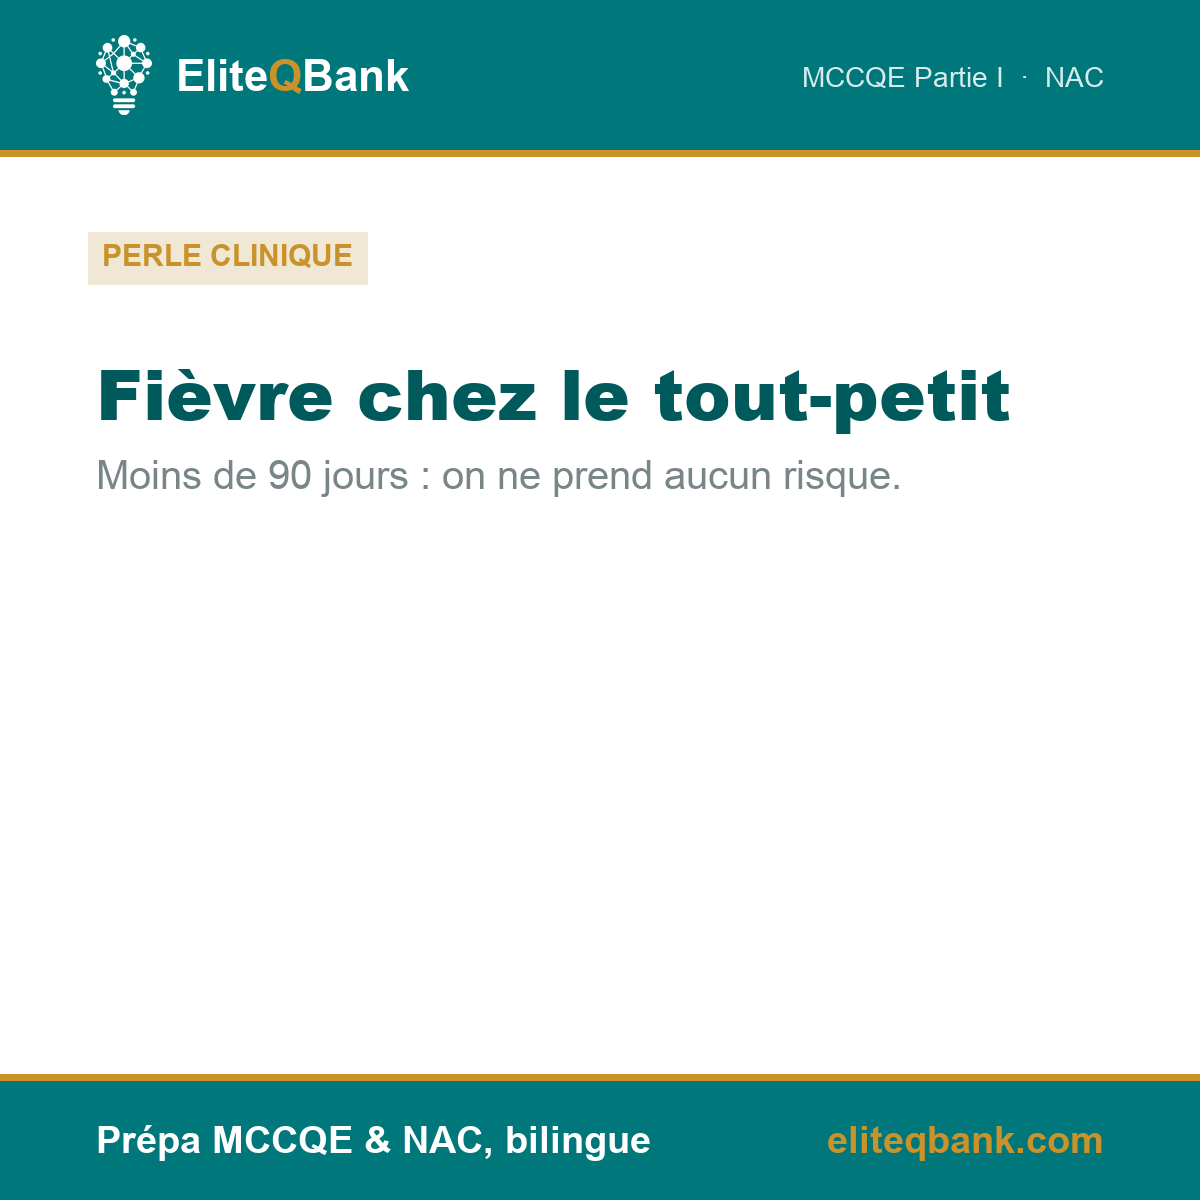 EliteQBank
MCCQE Partie I · NAC
PERLE CLINIQUE
Fièvre chez le tout-petit
Moins de 90 jours : on ne prend aucun risque.
Prépa MCCQE & NAC, bilingue
eliteqbank.com